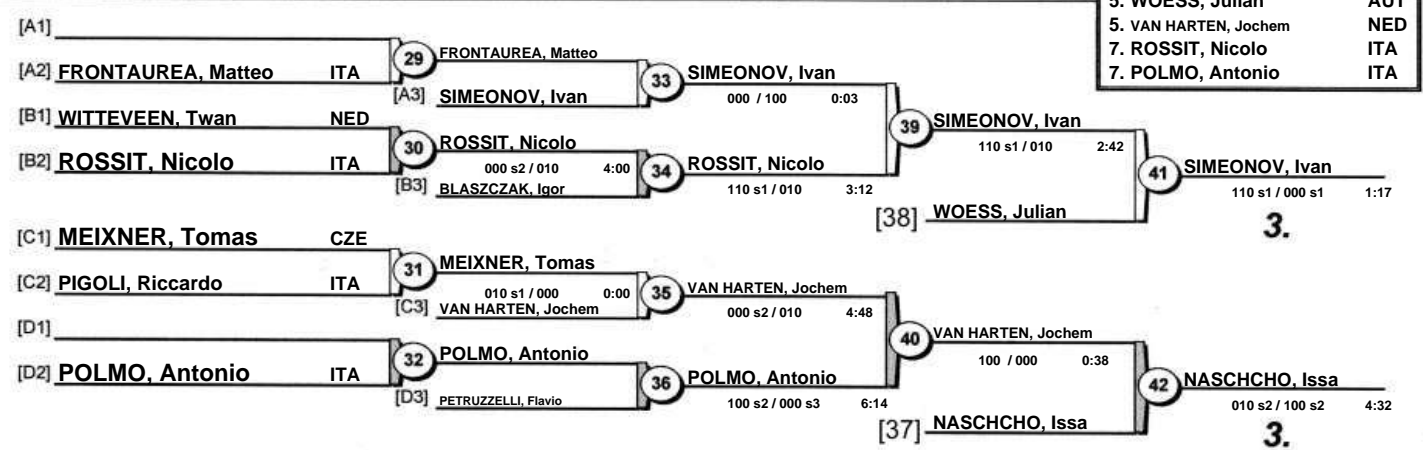 5. WOESS, Julian AUT
5. VAN HARTEN, Jochem NED
7. ROSSIT, Nicolo ITA
7. POLMO, Antonio ITA
[A1]
29
FRONTAUREA, Matteo
[A2] FRONTAUREA, Matteo ITA
[A3] SIMEONOV, Ivan
33
SIMEONOV, Ivan
000 / 100 0:03
[B1] WITTEVEEN, Twan NED
30
ROSSIT, Nicolo
000 s2 / 010 4:00
[B2] ROSSIT, Nicolo ITA
[B3] BLASZCZAK, Igor
34
ROSSIT, Nicolo
110 s1 / 010 3:12
39
SIMEONOV, Ivan
110 s1 / 010 2:42
[38] WOESS, Julian
41
SIMEONOV, Ivan
110 s1 / 000 s1 1:17
3.
[C1] MEIXNER, Tomas CZE
31
MEIXNER, Tomas
010 s1 / 000 0:00
[C2] PIGOLI, Riccardo ITA
[C3] VAN HARTEN, Jochem
35
VAN HARTEN, Jochem
000 s2 / 010 4:48
[D1]
32
POLMO, Antonio
[D2] POLMO, Antonio ITA
[D3] PETRUZZELLI, Flavio
36
POLMO, Antonio
100 s2 / 000 s3 6:14
40
VAN HARTEN, Jochem
100 / 000 0:38
[37] NASCHCHO, Issa
42
NASCHCHO, Issa
010 s2 / 100 s2 4:32
3.